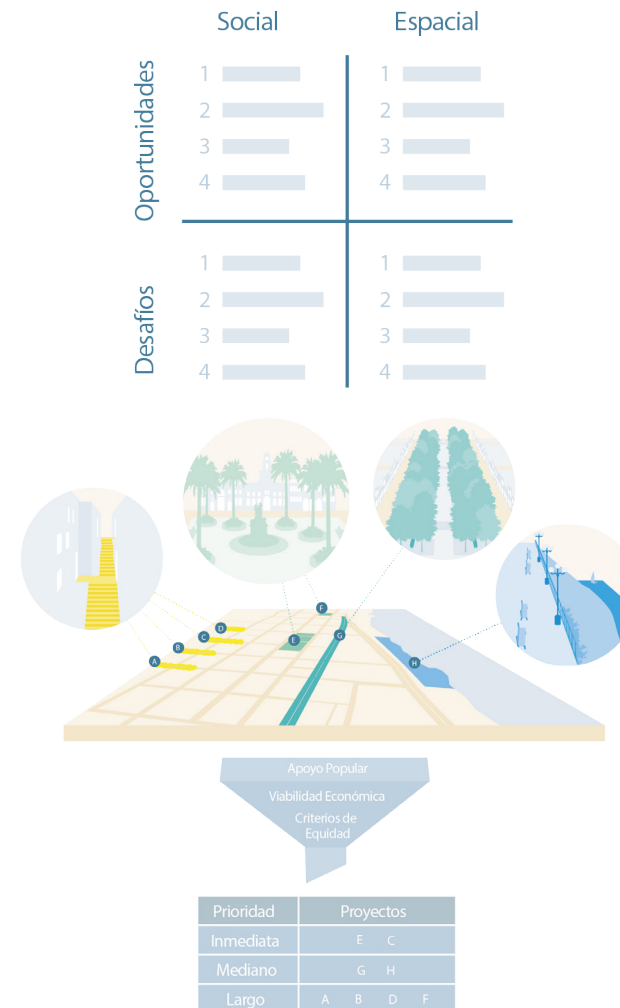 Social Espacial
Oportunidades
1 1
2 2
3 3
4 4
Desafíos
1 1
2 2
3 3
4 4
A B C D E F G H
Apoyo Popular
Viabilidad Económica
Criterios de
Equidad
Prioridad Proyectos
Inmediata E C
Mediano G H
Largo A B D F